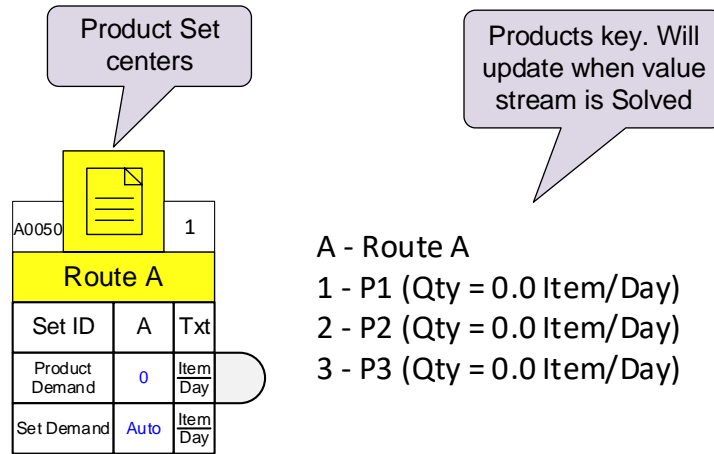 Product Set
centers
Products key. Will
update when value
stream is Solved
A0050
1
Route A
Set ID A Txt
Product
Demand
0
Item
Day
Set Demand Auto
Item
Day
A - Route A
1 - P1 (Qty = 0.0 Item/Day)
2 - P2 (Qty = 0.0 Item/Day)
3 - P3 (Qty = 0.0 Item/Day)